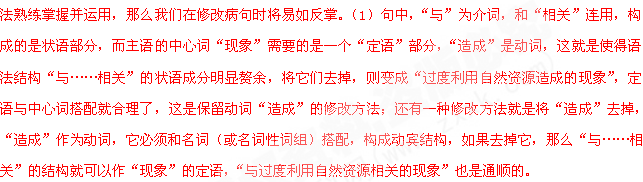 法熟练掌握并运用，那么我们在修改病句时将易如反掌。（1）句中，“与”为介词，和“相关”连用，构
成的是状语部分，而主语的中心词“现象”需要的是一个“定语”部分，“造成”是动词，这就是使得语
法结构“与……相关”的状语成分明显赘余，将它们去掉，则变成“过度利用自然资源造成的现象”，定
语与中心词搭配就合理了，这是保留动词“造成”的修改方法；还有一种修改方法就是将“造成”去掉，
“造成”作为动词，它必须和名词（或名词性词组）搭配，构成动宾结构，如果去掉它，那么“与……相
关”的结构就可以作“现象”的定语，“与过度利用自然资源相关的现象”也是通顺的。